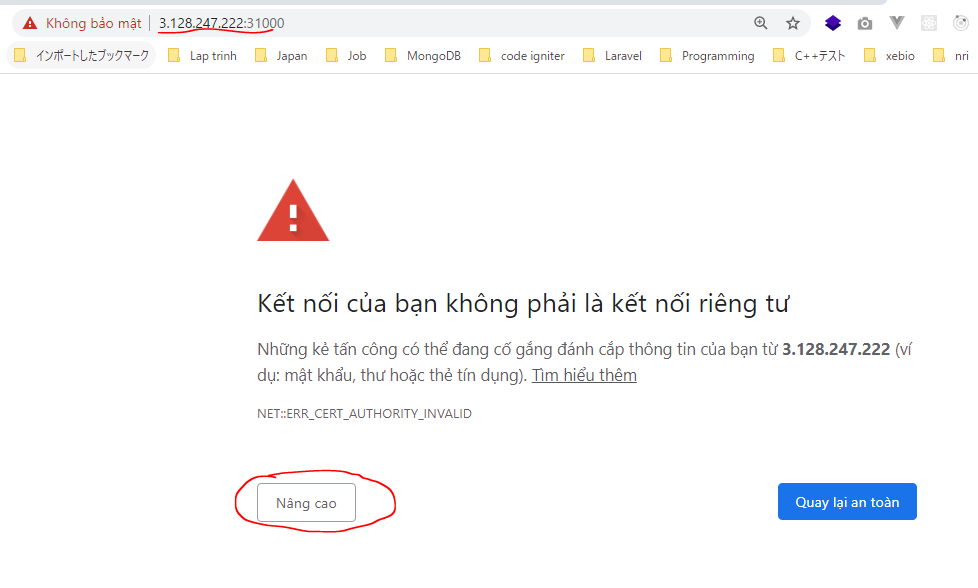 Không bảo mật 3.128.247.222:31000
インポートしたブックマーク Lap trinh Japan Job MongoDB code igniter Laravel Programming C++テスト xebio nri
Kết nối của bạn không phải là kết nối riêng tư
Những kẻ tấn công có thể đang cố gắng đánh cắp thông tin của bạn từ 3.128.247.222 (ví
dụ: mật khẩu, thư hoặc thẻ tín dụng). Tìm hiểu thêm
NET::ERR_CERT_AUTHORITY_INVALID
Nâng cao Quay lại an toàn